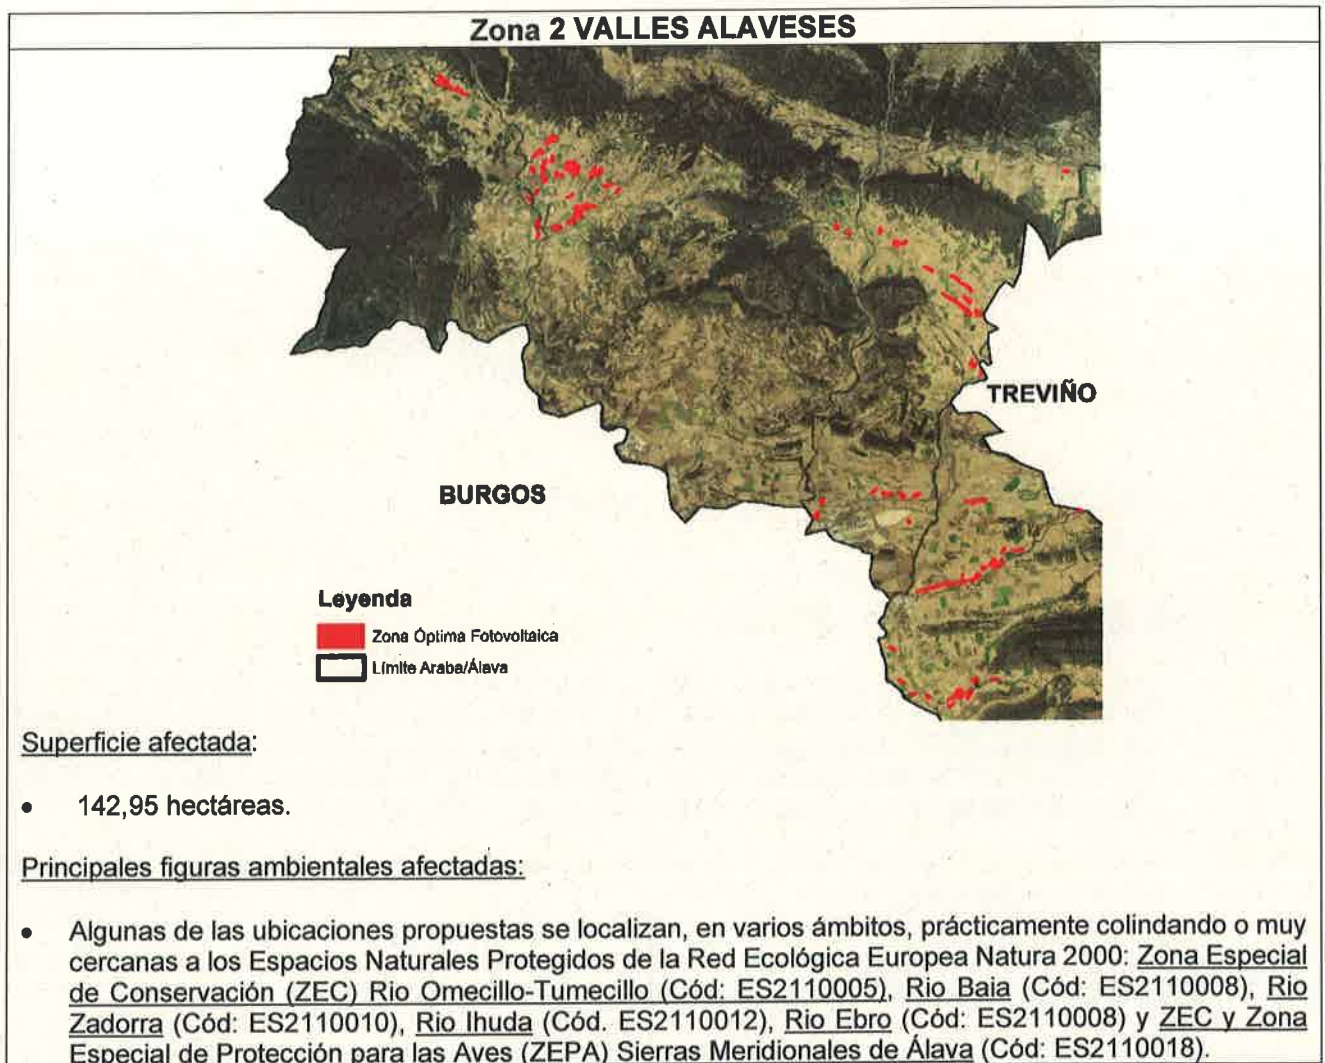 Zona 2 VALLES ALAVESES
TREVIÑO
BURGOS
Leyenda
Zona Óptima Fotovoltaica
Límite Araba/Álava
Superficie afectada:
• 142,95 hectáreas.
Principales figuras ambientales afectadas:
• Algunas de las ubicaciones propuestas se localizan, en varios ámbitos, prácticamente colindando o muy
cercanas a los Espacios Naturales Protegidos de la Red Ecológica Europea Natura 2000: Zona Especial
de Conservación (ZEC) Rio Omecillo-Tumecillo (Cód: ES2110005), Rio Baia (Cód: ES2110008), Rio
Zadorra (Cód: ES2110010), Rio Ihuda (Cód. ES2110012), Rio Ebro (Cód: ES2110008) y ZEC y Zona
Especial de Protección para las Aves (ZEPA) Sierras Meridionales de Álava (Cód: ES2110018).